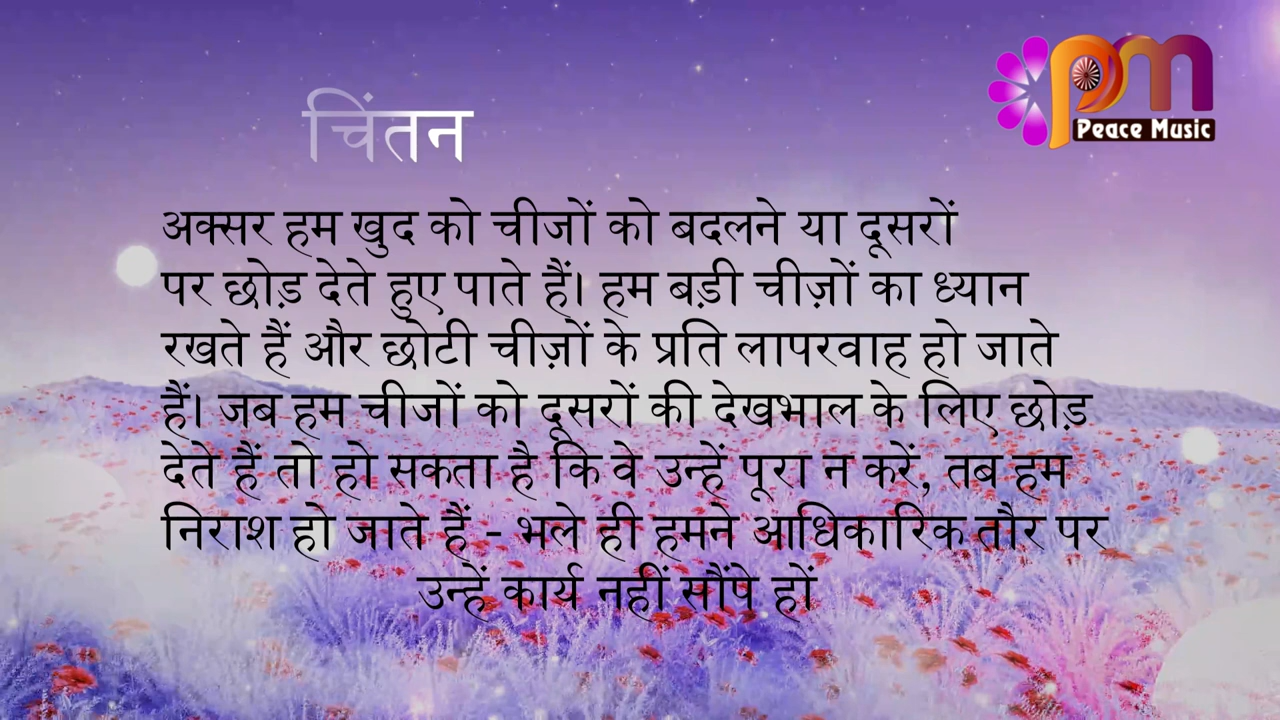 pm
Peace Music
चिंतन
अक्सर हम खुद को चीजों को बदलने या दूसरों
पर छोड़ देते हुए पाते हैं। हम बड़ी चीज़ों का ध्यान
रखते हैं और छोटी चीज़ों के प्रति लापरवाह हो जाते
हैं। जब हम चीजों को दूसरों की देखभाल के लिए छोड़
देते हैं तो हो सकता है कि वे उन्हें पूरा न करें, तब हम
निराश हो जाते हैं - भले ही हमने आधिकारिक तौर पर
उन्हें कार्य नहीं सौंपे हों